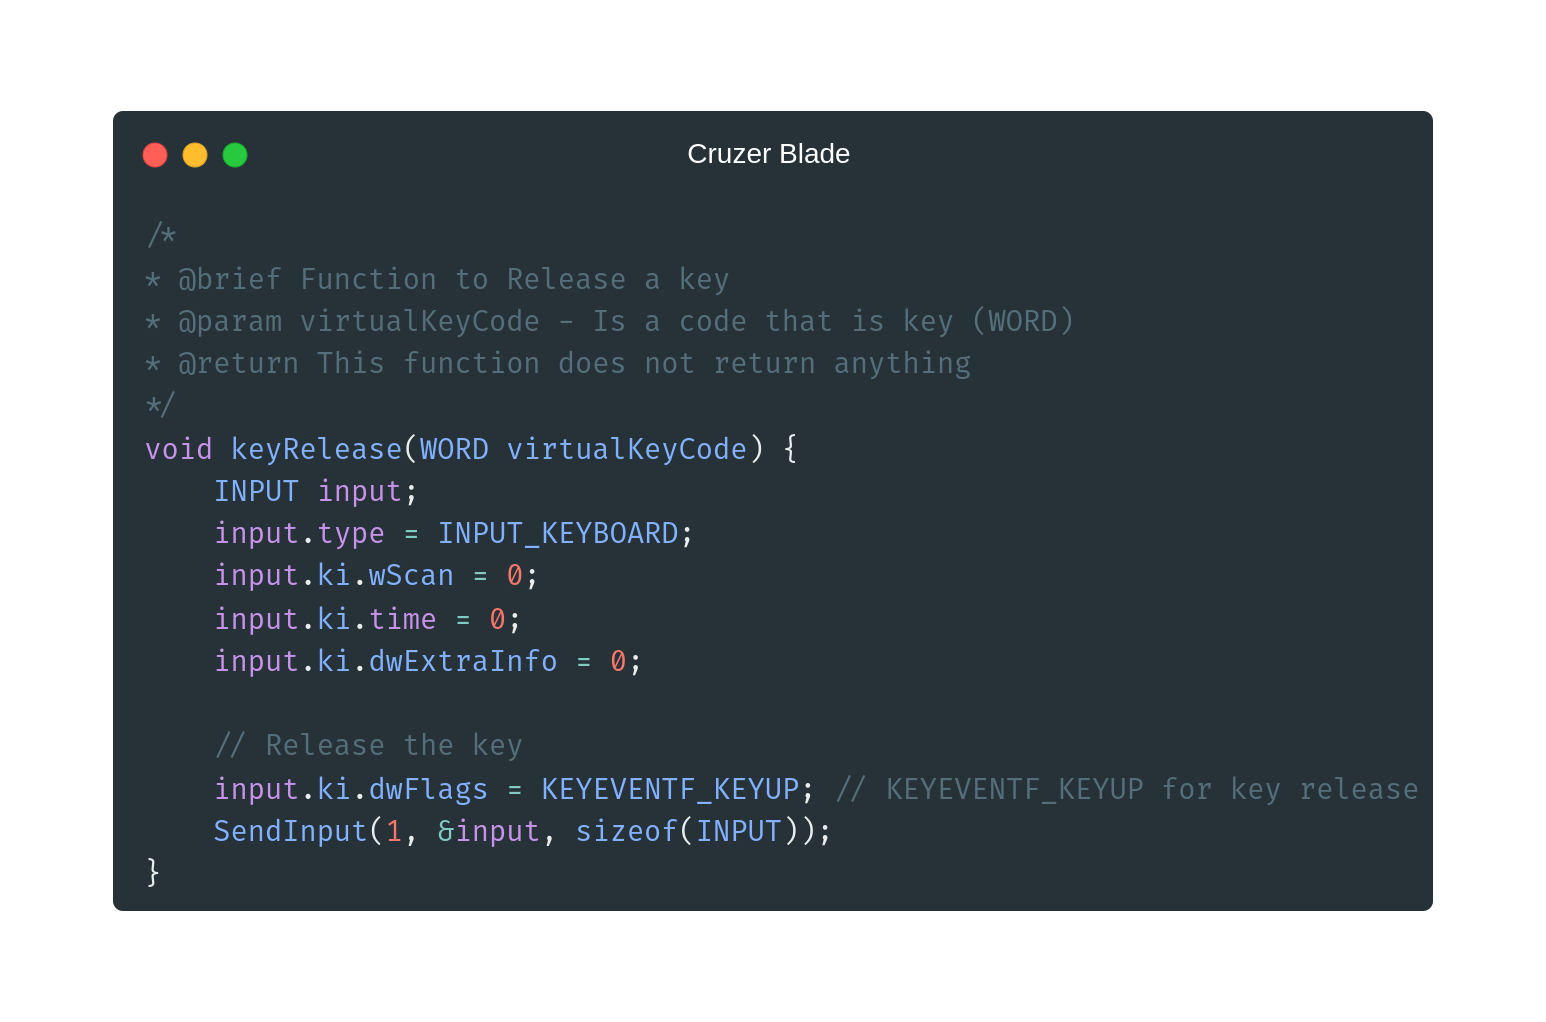 Cruzer Blade
/*
* @brief Function to Release a key
* @param virtualKeyCode - Is a code that is key (WORD)
* @return This function does not return anything
*/
void keyRelease(WORD virtualKeyCode) {
    INPUT input;
    input.type = INPUT_KEYBOARD;
    input.ki.wScan = 0;
    input.ki.time = 0;
    input.ki.dwExtraInfo = 0;

    // Release the key
    input.ki.dwFlags = KEYEVENTF_KEYUP; // KEYEVENTF_KEYUP for key release
    SendInput(1, &input, sizeof(INPUT));
}